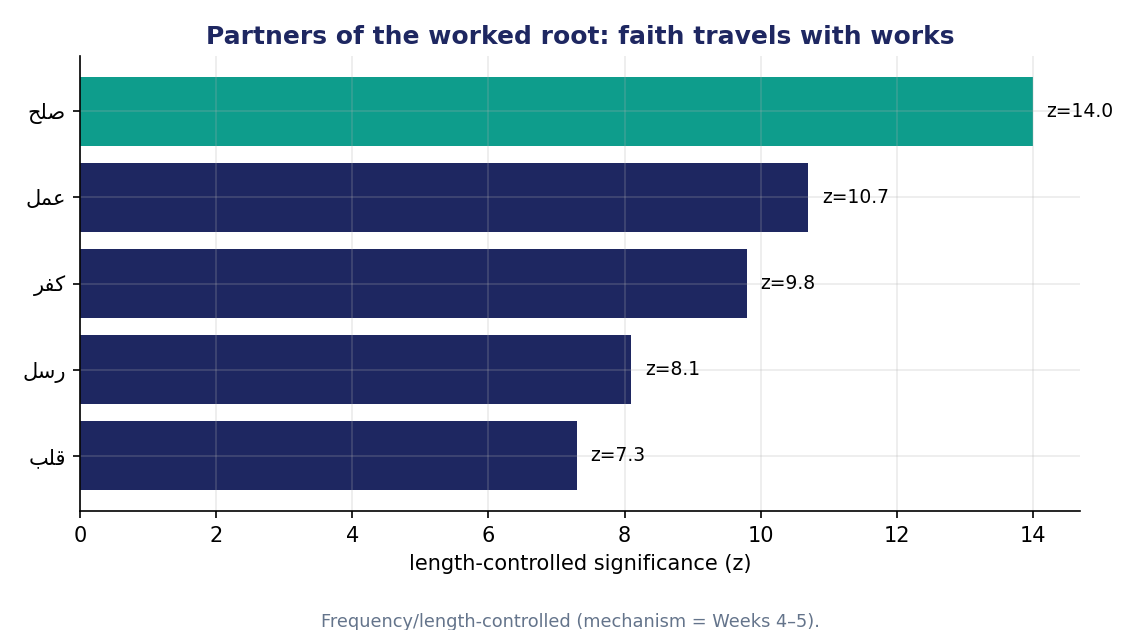 Partners of the worked root: faith travels with works
صلح
z=14.0
عمل
z=10.7
كفر
z=9.8
رسل
z=8.1
قلب
z=7.3
0 2 4 6 8 10 12 14
length-controlled significance (z)
Frequency/length-controlled (mechanism = Weeks 4–5).